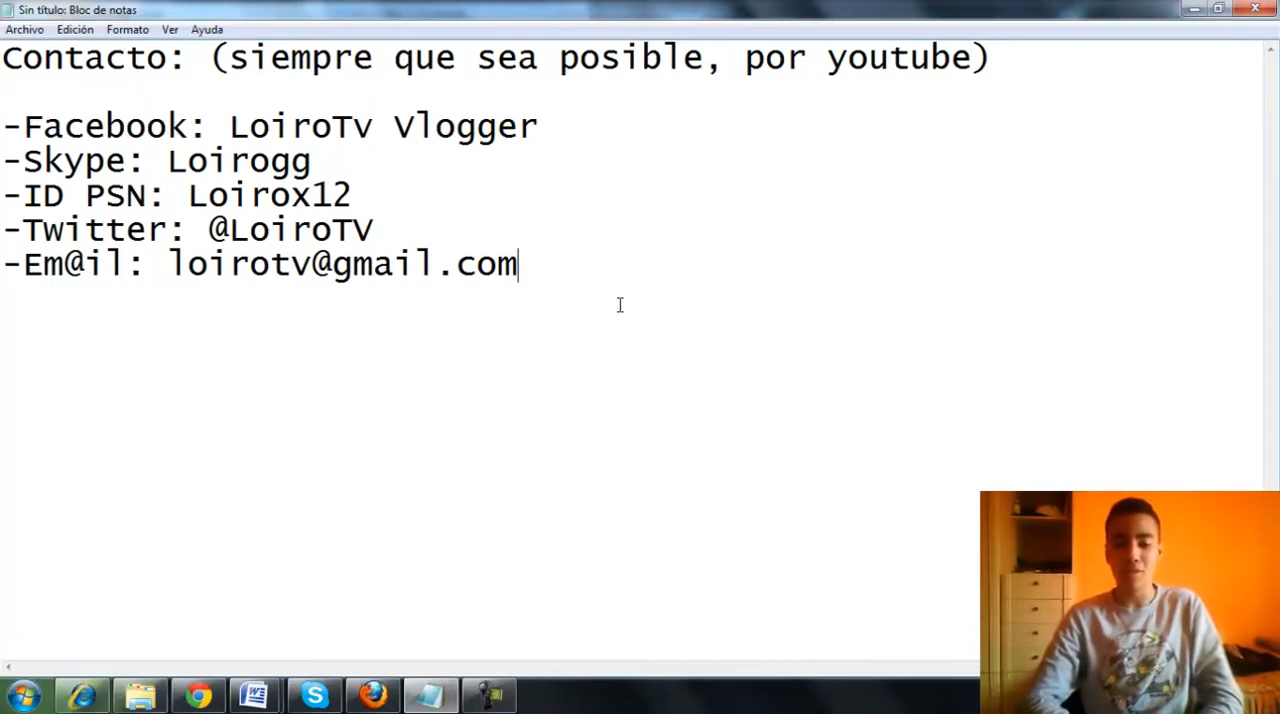 Sin título: Bloc de notas
Archivo Edición Formato Ver Ayuda
Contacto: (siempre que sea posible, por youtube)
-Facebook: LoiroTv Vlogger
-Skype: Loirogg
-ID PSN: Loirox12
-Twitter: @LoiroTV
-Em@il: loirotv@gmail.com